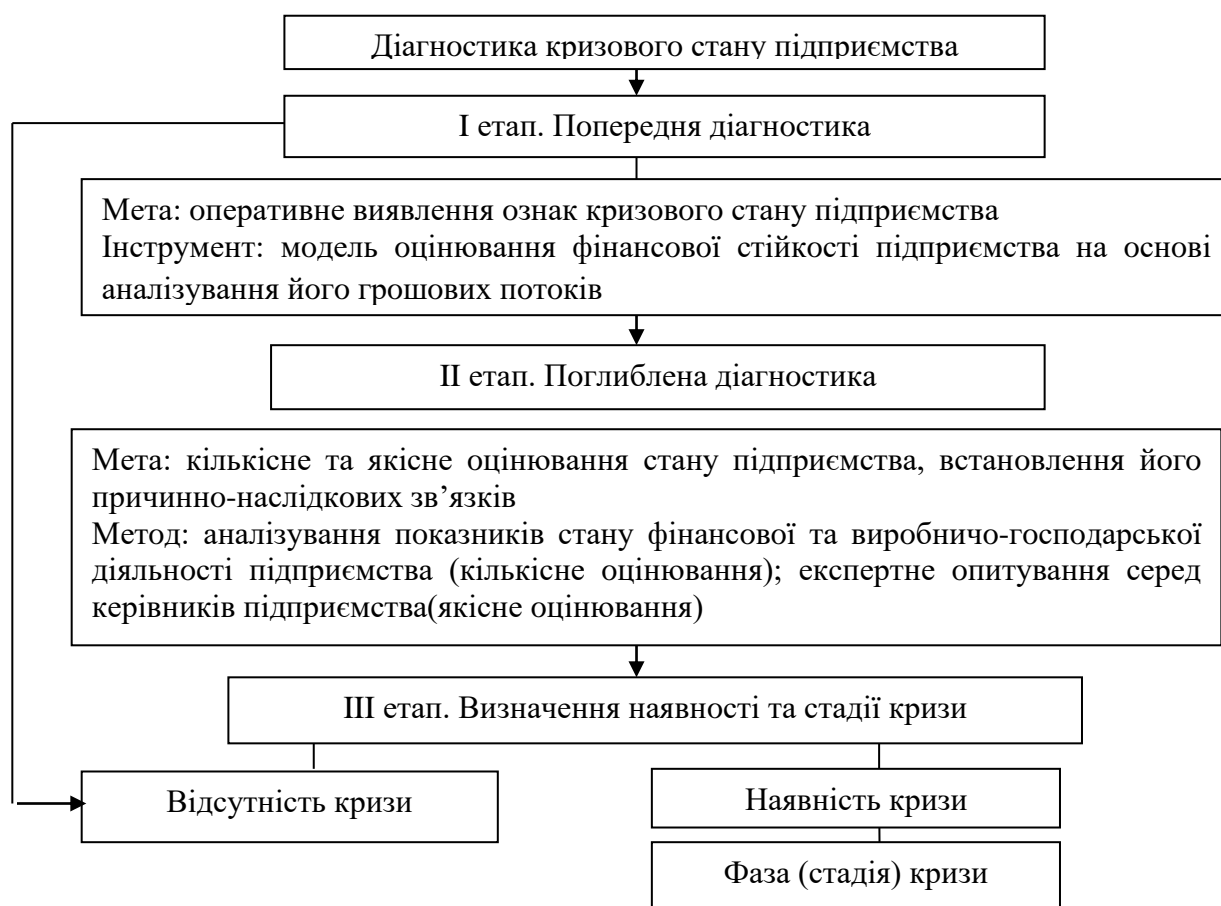 Діагностика кризового стану підприємства
І етап. Попередня діагностика
Мета: оперативне виявлення ознак кризового стану підприємства
Інструмент: модель оцінювання фінансової стійкості підприємства на основі
аналізування його грошових потоків
ІІ етап. Поглиблена діагностика
Мета: кількісне та якісне оцінювання стану підприємства, встановлення його
причинно-наслідкових зв’язків
Метод: аналізування показників стану фінансової та виробничо-господарської
діяльності підприємства (кількісне оцінювання); експертне опитування серед
керівників підприємства(якісне оцінювання)
ІІІ етап. Визначення наявності та стадії кризи
Відсутність кризи
Наявність кризи
Фаза (стадія) кризи